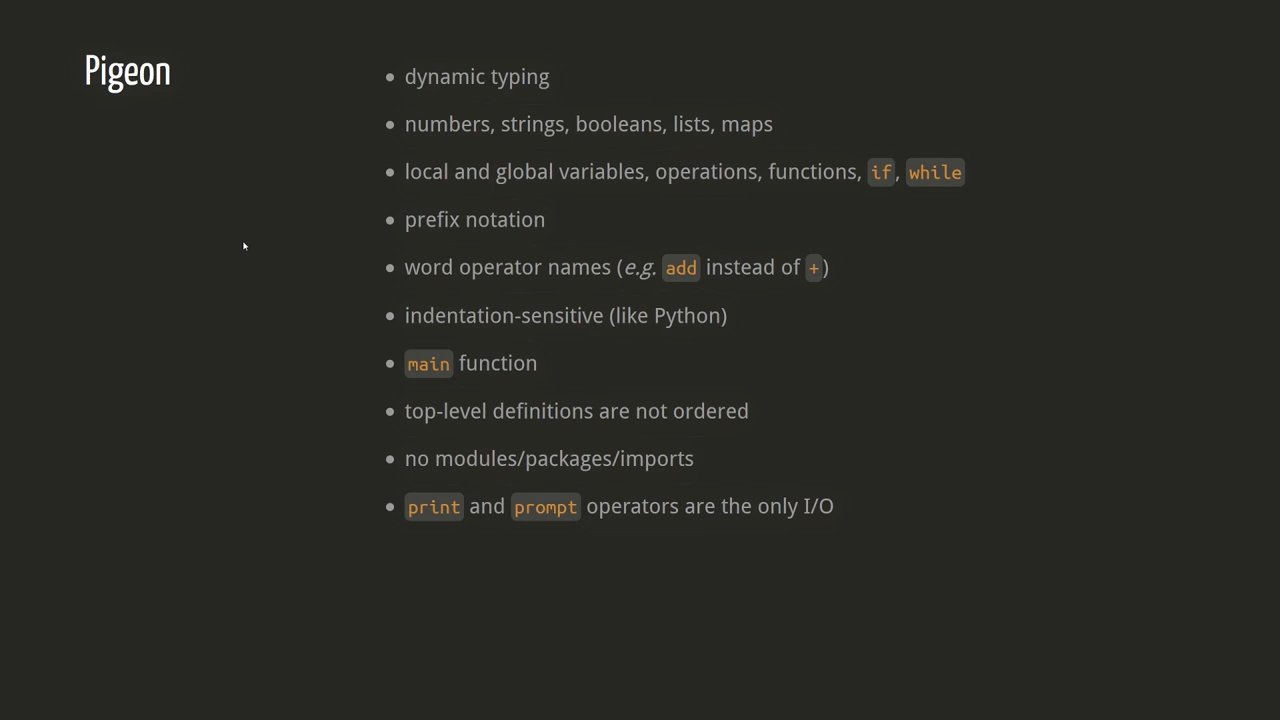 Pigeon
• dynamic typing
• numbers, strings, booleans, lists, maps
• local and global variables, operations, functions, if, while
• prefix notation
• word operator names (e.g. add instead of +)
• indentation-sensitive (like Python)
• main function
• top-level definitions are not ordered
• no modules/packages/imports
• print and prompt operators are the only I/O